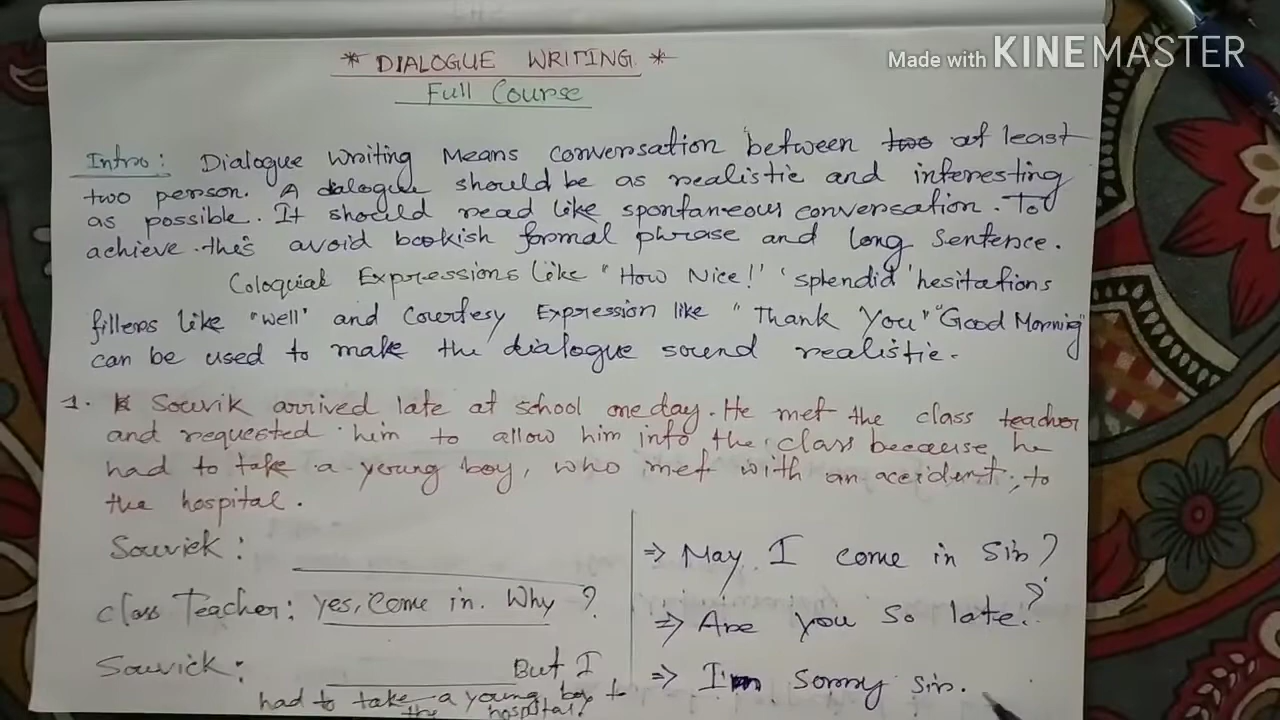 Made with KINEMASTER
* DIALOGUE WRITING *
Full Course
Intro: Dialogue Writing Means conversation between two at least
two person. A dalogue should be as realistic and interesting
as possible. It should read like spontaneous conversation. To
achieve this avoid bookish formal phrase and long sentence.
Coloquial Expressions like "How Nice!' 'splendid' hesitations
fillers like "well' and Courtesy Expression like "Thank You" "Good Morning"
can be used to make the dialogue sound realistic.
1. Souvik arrived late at school one day. He met the class teacher
and requested him to allow him into the class because he
had to take a young boy, who met with an accident, to
the hospital.
Souvick: ⇒ May I come in Sir?
Class Teacher: Yes, Come in. Why ? ⇒ Are you so late?
Souvick: But I ⇒ I'm Sorry Sir.
had to take a young boy to
the hospital.